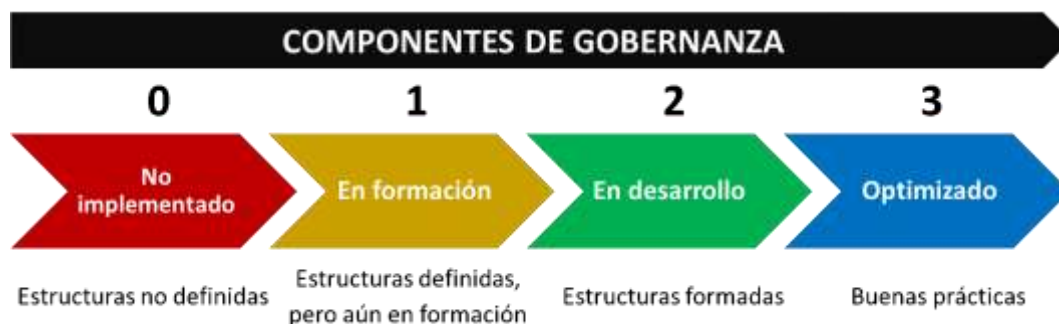 COMPONENTES DE GOBERNANZA
0
1
2
3
No
implementado
En formación
En desarrollo
Optimizado
Estructuras no definidas
Estructuras definidas,
pero aún en formación
Estructuras formadas
Buenas prácticas